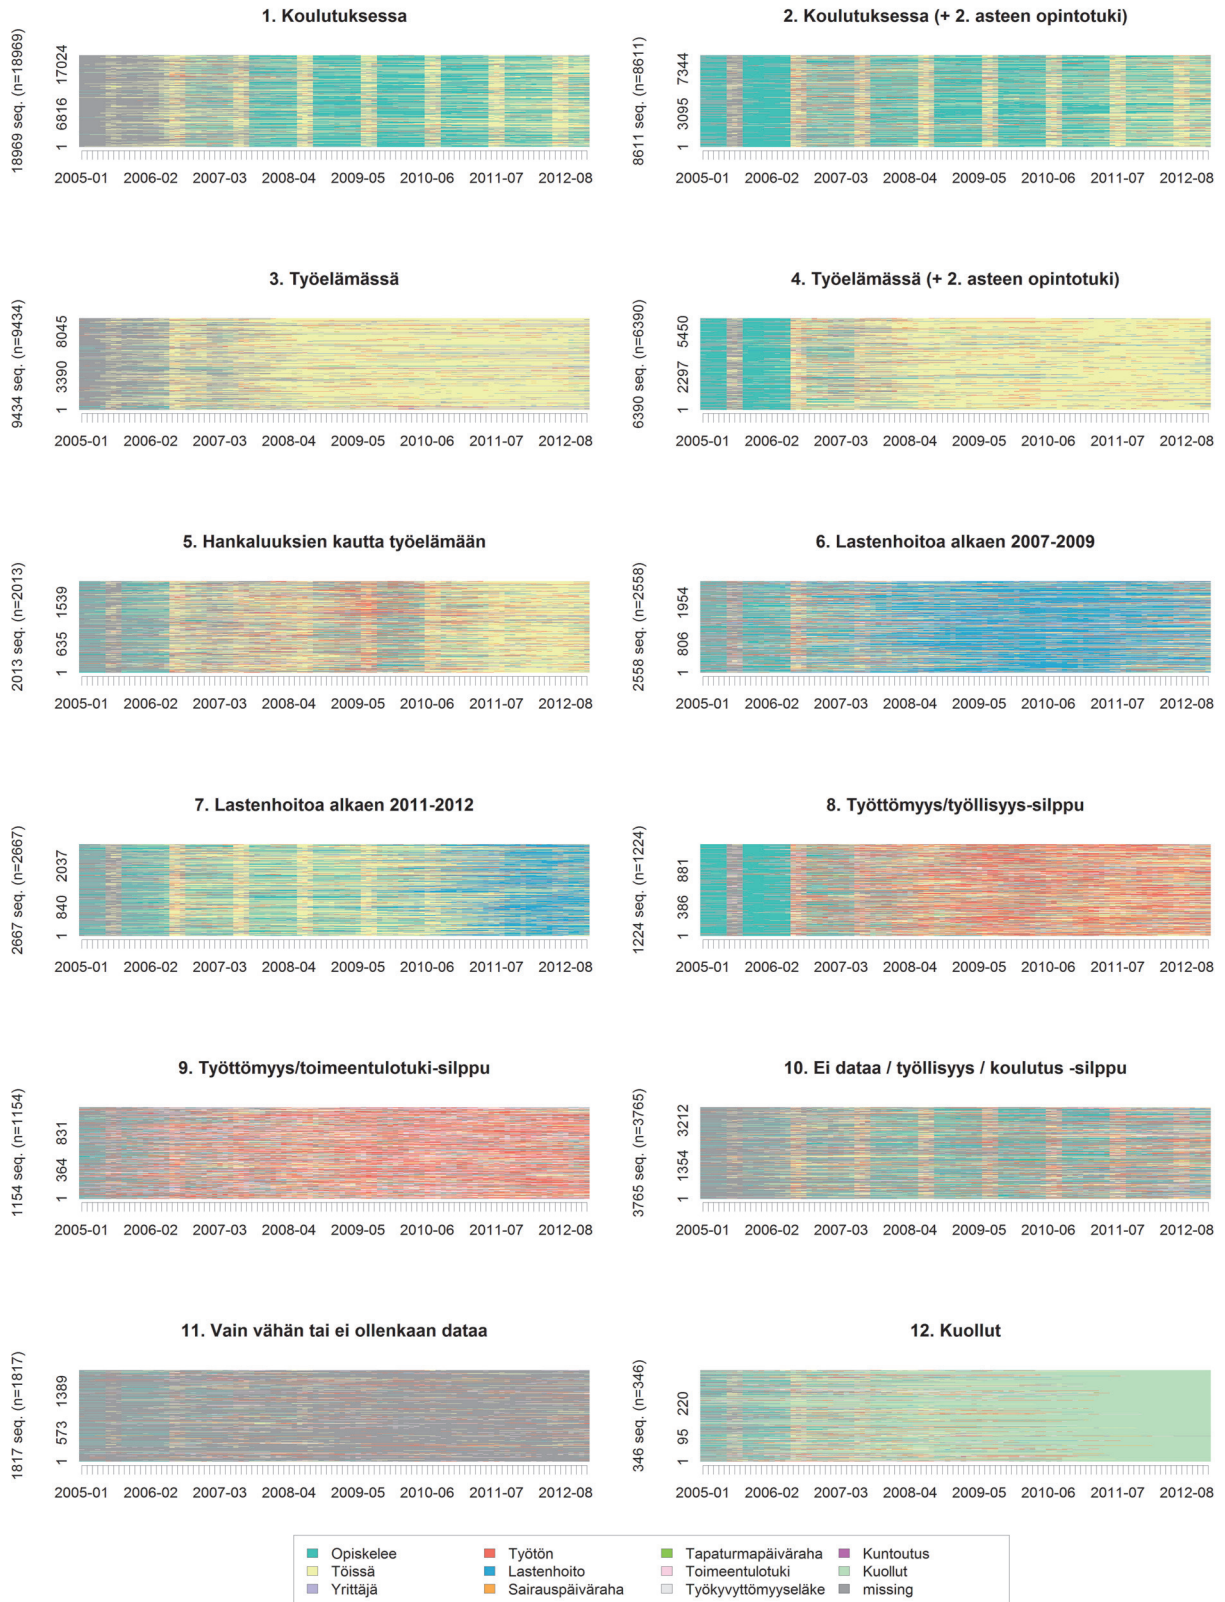 1. Koulutuksessa
18969 seq. (n=18969)
1 6816 17024
2005-01 2006-02 2007-03 2008-04 2009-05 2010-06 2011-07 2012-08
2. Koulutuksessa (+ 2. asteen opintotuki)
8611 seq. (n=8611)
1 3095 7344
2005-01 2006-02 2007-03 2008-04 2009-05 2010-06 2011-07 2012-08
3. Työelämässä
9434 seq. (n=9434)
1 3390 8045
2005-01 2006-02 2007-03 2008-04 2009-05 2010-06 2011-07 2012-08
4. Työelämässä (+ 2. asteen opintotuki)
6390 seq. (n=6390)
1 2297 5450
2005-01 2006-02 2007-03 2008-04 2009-05 2010-06 2011-07 2012-08
5. Hankaluuksien kautta työelämään
2013 seq. (n=2013)
1 635 1539
2005-01 2006-02 2007-03 2008-04 2009-05 2010-06 2011-07 2012-08
6. Lastenhoitoa alkaen 2007-2009
2558 seq. (n=2558)
1 806 1954
2005-01 2006-02 2007-03 2008-04 2009-05 2010-06 2011-07 2012-08
7. Lastenhoitoa alkaen 2011-2012
2667 seq. (n=2667)
1 840 2037
2005-01 2006-02 2007-03 2008-04 2009-05 2010-06 2011-07 2012-08
8. Työttömyys/työllisyys-silppu
1224 seq. (n=1224)
1 386 881
2005-01 2006-02 2007-03 2008-04 2009-05 2010-06 2011-07 2012-08
9. Työttömyys/toimeentulotuki-silppu
1154 seq. (n=1154)
1 364 831
2005-01 2006-02 2007-03 2008-04 2009-05 2010-06 2011-07 2012-08
10. Ei dataa / työllisyys / koulutus -silppu
3765 seq. (n=3765)
1 1354 3212
2005-01 2006-02 2007-03 2008-04 2009-05 2010-06 2011-07 2012-08
11. Vain vähän tai ei ollenkaan dataa
1817 seq. (n=1817)
1 573 1389
2005-01 2006-02 2007-03 2008-04 2009-05 2010-06 2011-07 2012-08
12. Kuollut
346 seq. (n=346)
1 95 220
2005-01 2006-02 2007-03 2008-04 2009-05 2010-06 2011-07 2012-08
Opiskelee Työtön Tapaturmapäiväraha Kuntoutus
Töissä Lastenhoito Toimeentulotuki Kuollut
Yrittäjä Sairauspäiväraha Työkyvyttömyyseläke missing